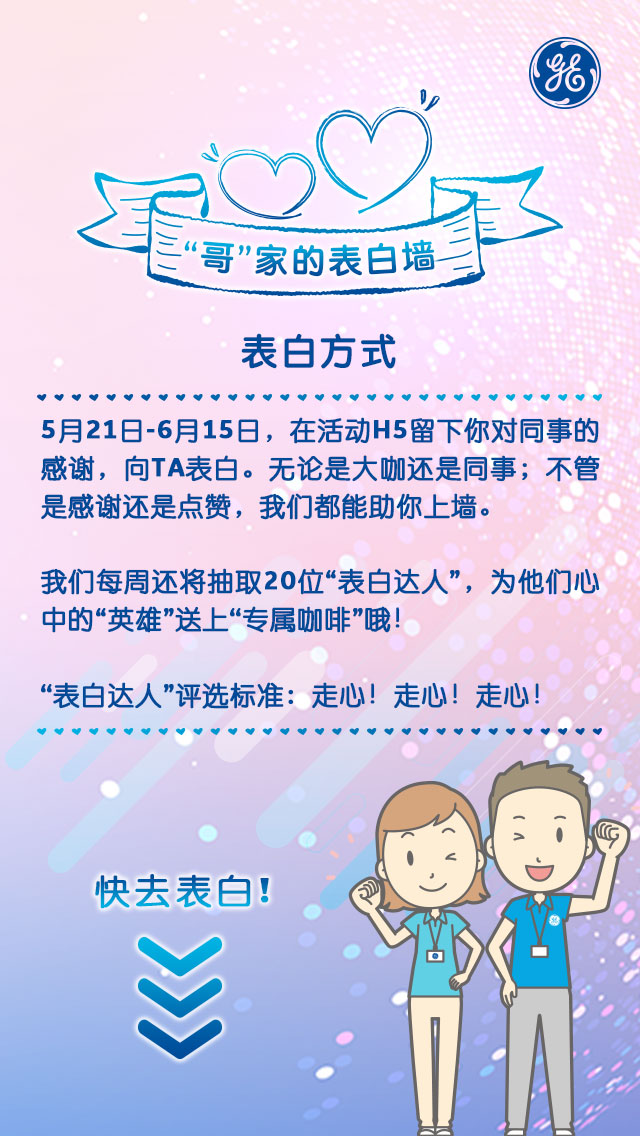 GE
“哥”家的表白墙
表白方式
5月21日-6月15日，在活动H5留下你对同事的
感谢，向TA表白。无论是大咖还是同事；不管
是感谢还是点赞，我们都能助你上墙。
我们每周还将抽取20位“表白达人”，为他们心
中的“英雄”送上“专属咖啡”哦！
“表白达人”评选标准：走心！走心！走心！
快去表白！